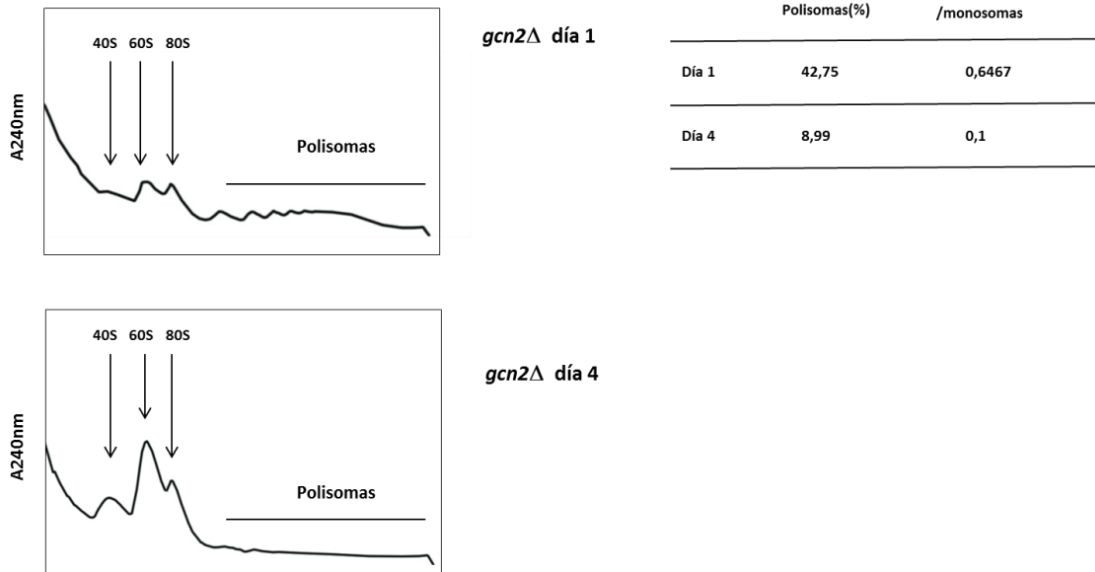 40S 60S 80S
Polisomas
A240nm
gcn2Δ día 1
Polisomas(%) /monosomas
Día 1 42,75 0,6467
Día 4 8,99 0,1
40S 60S 80S
Polisomas
A240nm
gcn2Δ día 4